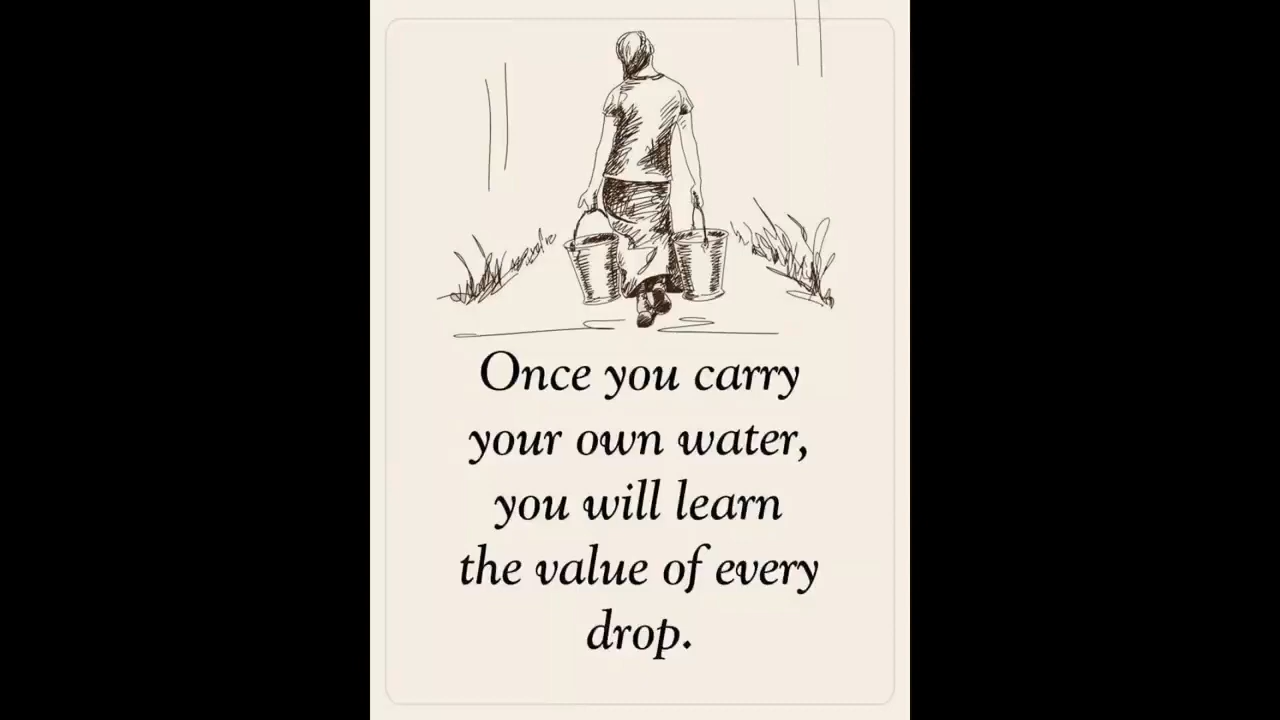 Once you carry
your own water,
you will learn
the value of every
drop.